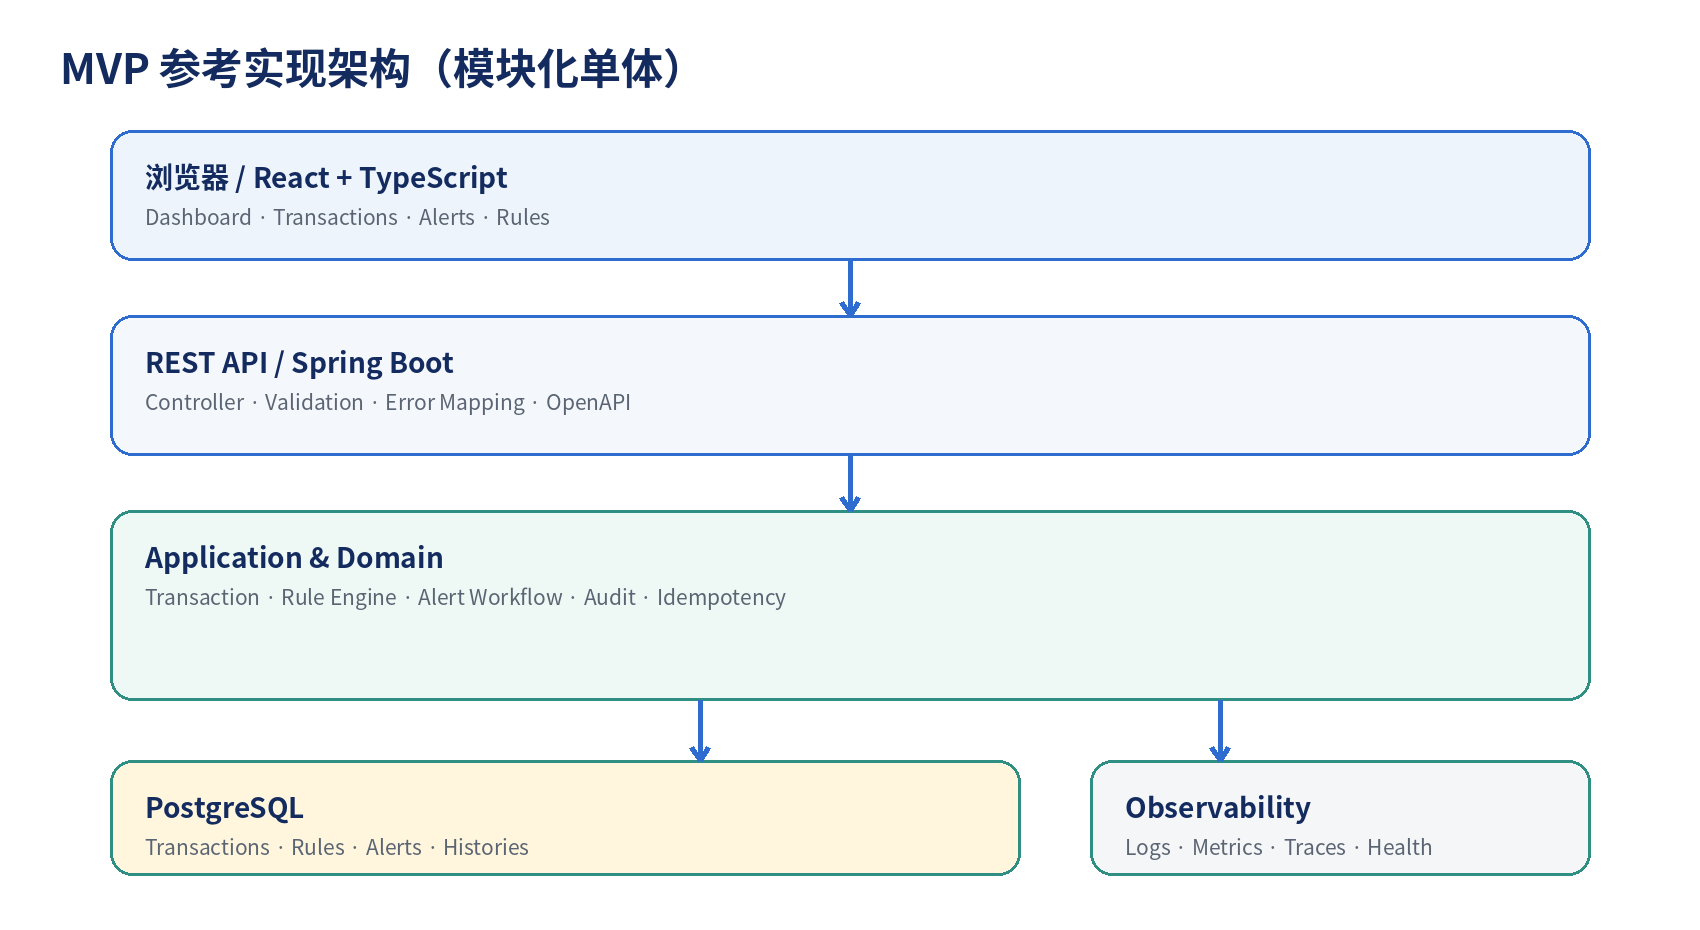 MVP 参考实现架构（模块化单体）
浏览器 / React + TypeScript
Dashboard · Transactions · Alerts · Rules
REST API / Spring Boot
Controller · Validation · Error Mapping · OpenAPI
Application & Domain
Transaction · Rule Engine · Alert Workflow · Audit · Idempotency
PostgreSQL
Transactions · Rules · Alerts · Histories
Observability
Logs · Metrics · Traces · Health